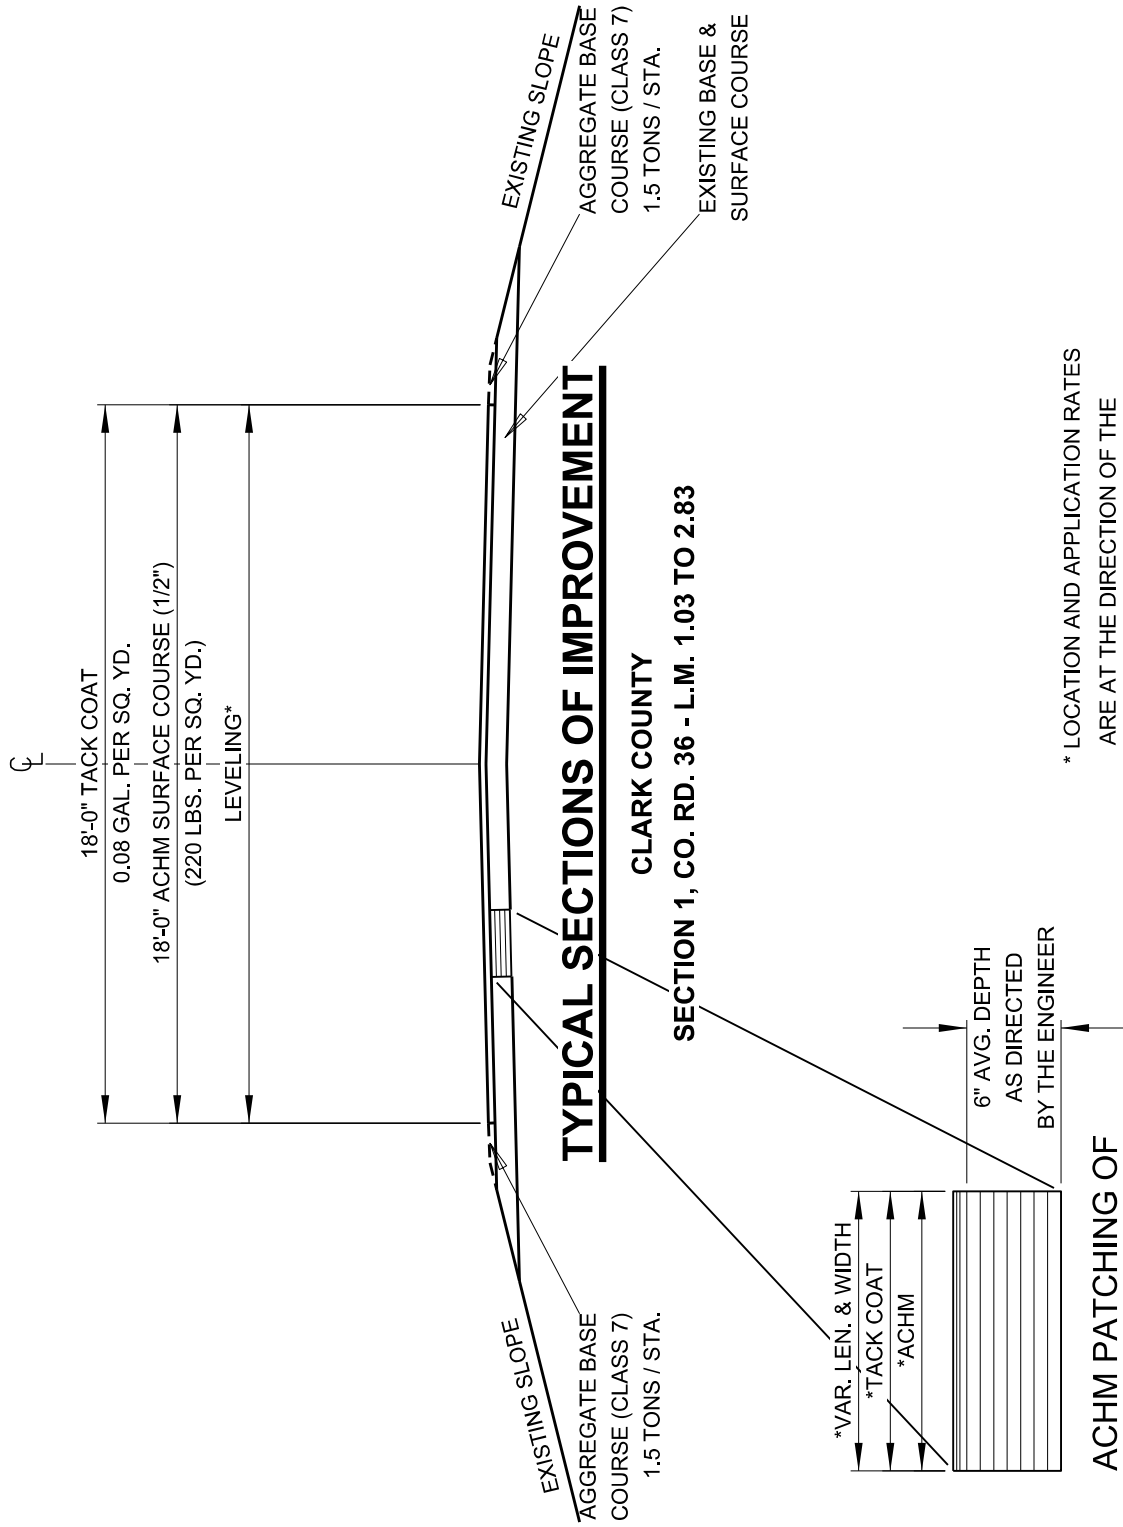 ℄
18'-0" TACK COAT
0.08 GAL. PER SQ. YD.
18'-0" ACHM SURFACE COURSE (1/2")
(220 LBS. PER SQ. YD.)
LEVELING*
EXISTING SLOPE
AGGREGATE BASE
COURSE (CLASS 7)
1.5 TONS / STA.
EXISTING SLOPE
AGGREGATE BASE
COURSE (CLASS 7)
1.5 TONS / STA.
EXISTING BASE &
SURFACE COURSE
TYPICAL SECTIONS OF IMPROVEMENT
CLARK COUNTY
SECTION 1, CO. RD. 36 - L.M. 1.03 TO 2.83
*VAR. LEN. & WIDTH
*TACK COAT
*ACHM
6" AVG. DEPTH
AS DIRECTED
BY THE ENGINEER
ACHM PATCHING OF
* LOCATION AND APPLICATION RATES
ARE AT THE DIRECTION OF THE